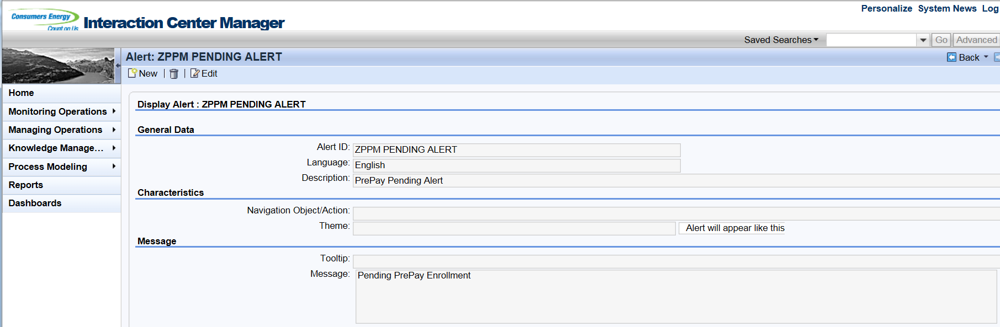 Personalize System News Log
Consumers Energy
Count on Us
Interaction Center Manager
Saved Searches Go Advanced
Alert: ZPPM PENDING ALERT Back
New | | Edit
Home
Monitoring Operations
Managing Operations
Knowledge Manage...
Process Modeling
Reports
Dashboards
Display Alert : ZPPM PENDING ALERT
General Data
Alert ID: ZPPM PENDING ALERT
Language: English
Description: PrePay Pending Alert
Characteristics
Navigation Object/Action:
Theme: Alert will appear like this
Message
Tooltip:
Message: Pending PrePay Enrollment